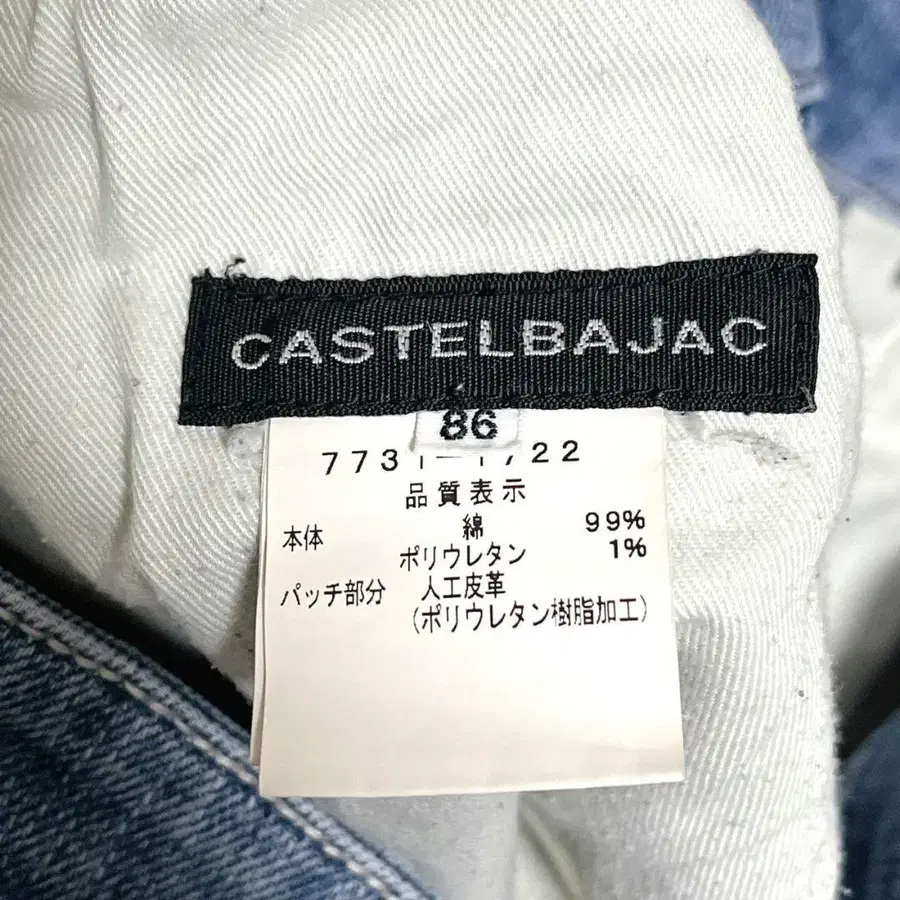 CASTELBAJAC
86
7731-1722
品質表示
本体 綿 99%
ポリウレタン 1%
パッチ部分 人工皮革
(ポリウレタン樹脂加工)